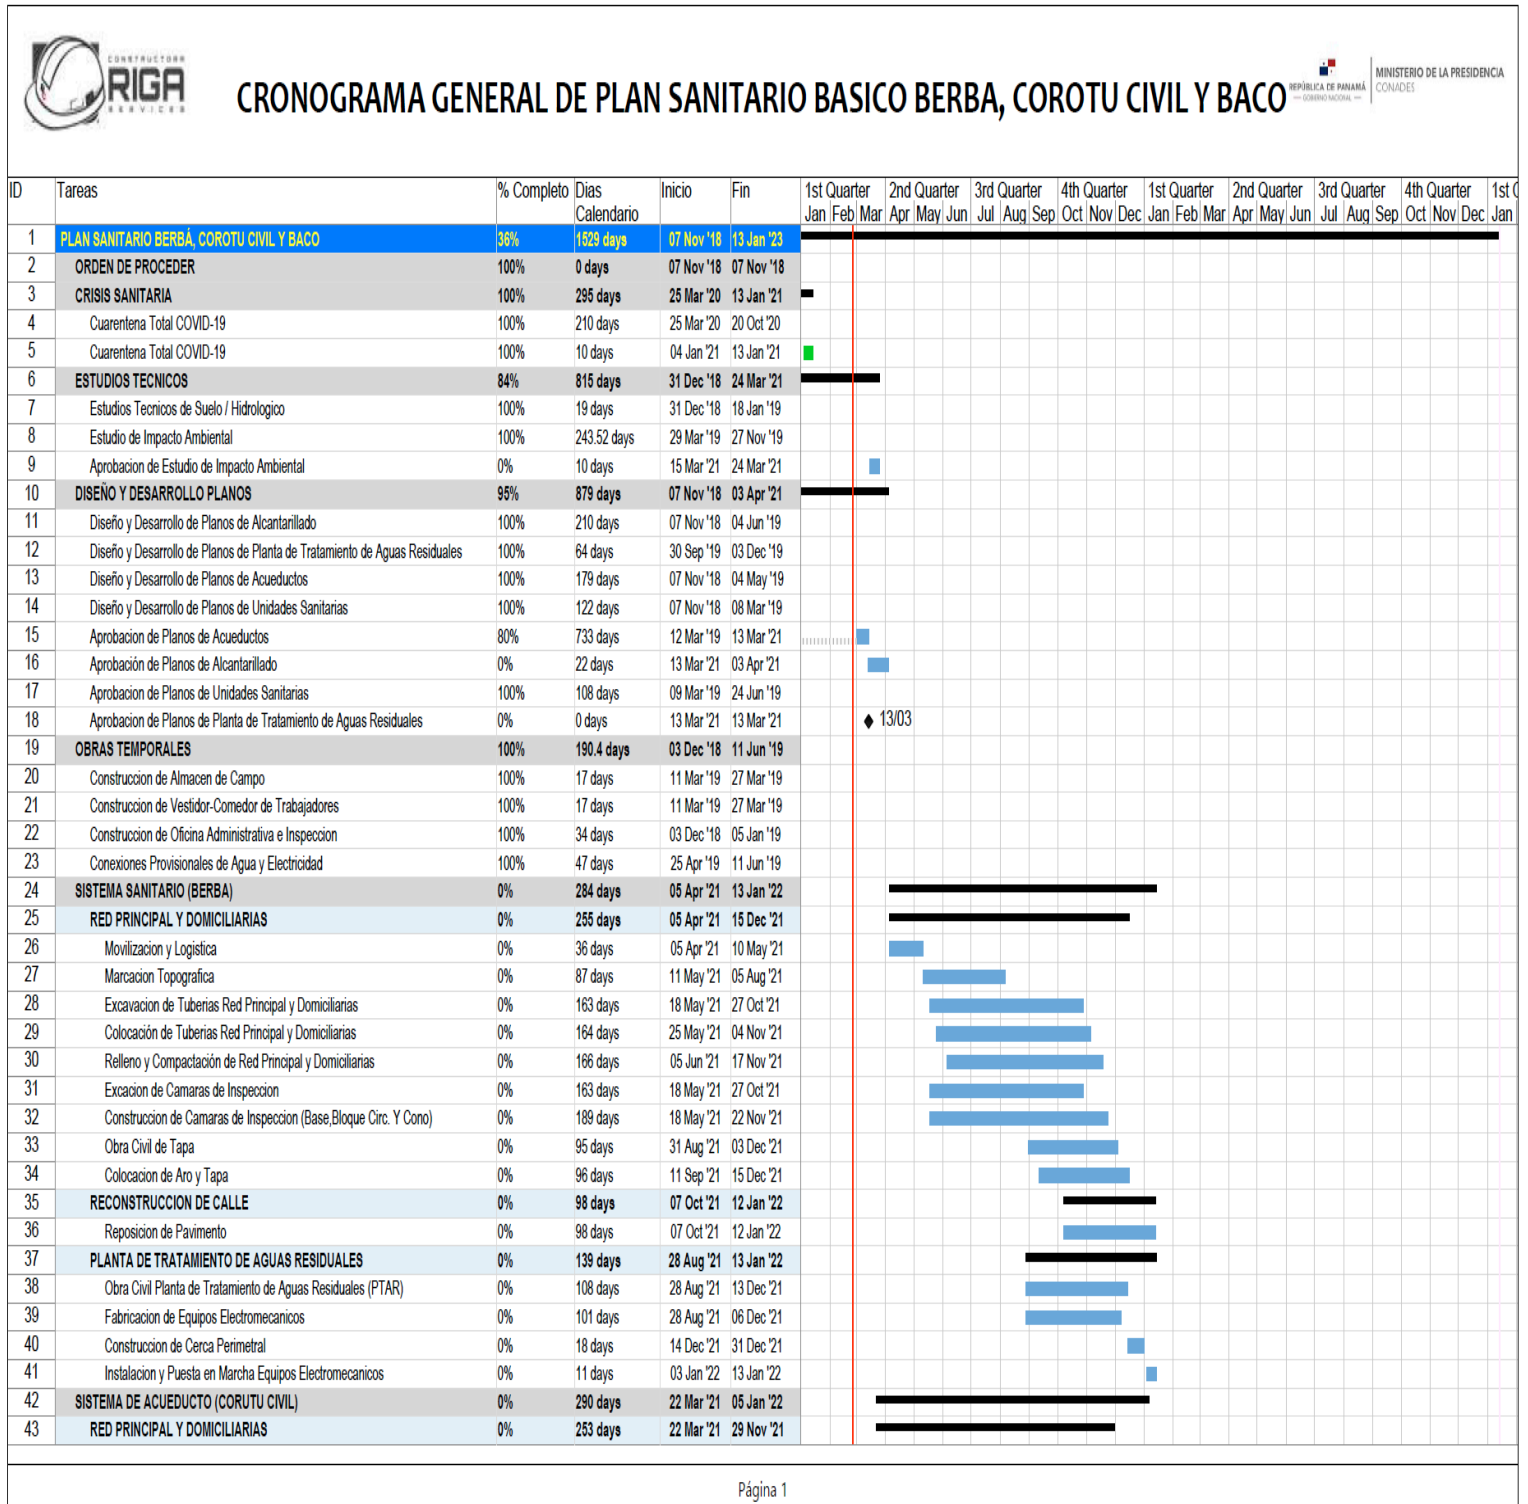 CONSTRUCTORA
RIGA
SERVICES
CRONOGRAMA GENERAL DE PLAN SANITARIO BASICO BERBA, COROTU CIVIL Y BACO
REPÚBLICA DE PANAMÁ
— GOBIERNO NACIONAL —
MINISTERIO DE LA PRESIDENCIA
CONADES
ID Tareas % Completo Dias Calendario Inicio Fin 1st Quarter 2nd Quarter 3rd Quarter 4th Quarter 1st Quarter 2nd Quarter 3rd Quarter 4th Quarter 1st Q
Jan Feb Mar Apr May Jun Jul Aug Sep Oct Nov Dec Jan Feb Mar Apr May Jun Jul Aug Sep Oct Nov Dec Jan
1 PLAN SANITARIO BERBÁ, COROTU CIVIL Y BACO 36% 1529 days 07 Nov '18 13 Jan '23
2 ORDEN DE PROCEDER 100% 0 days 07 Nov '18 07 Nov '18
3 CRISIS SANITARIA 100% 295 days 25 Mar '20 13 Jan '21
4 Cuarentena Total COVID-19 100% 210 days 25 Mar '20 20 Oct '20
5 Cuarentena Total COVID-19 100% 10 days 04 Jan '21 13 Jan '21
6 ESTUDIOS TECNICOS 84% 815 days 31 Dec '18 24 Mar '21
7 Estudios Tecnicos de Suelo / Hidrologico 100% 19 days 31 Dec '18 18 Jan '19
8 Estudio de Impacto Ambiental 100% 243.52 days 29 Mar '19 27 Nov '19
9 Aprobacion de Estudio de Impacto Ambiental 0% 10 days 15 Mar '21 24 Mar '21
10 DISEÑO Y DESARROLLO PLANOS 95% 879 days 07 Nov '18 03 Apr '21
11 Diseño y Desarrollo de Planos de Alcantarillado 100% 210 days 07 Nov '18 04 Jun '19
12 Diseño y Desarrollo de Planos de Planta de Tratamiento de Aguas Residuales 100% 64 days 30 Sep '19 03 Dec '19
13 Diseño y Desarrollo de Planos de Acueductos 100% 179 days 07 Nov '18 04 May '19
14 Diseño y Desarrollo de Planos de Unidades Sanitarias 100% 122 days 07 Nov '18 08 Mar '19
15 Aprobacion de Planos de Acueductos 80% 733 days 12 Mar '19 13 Mar '21
16 Aprobación de Planos de Alcantarillado 0% 22 days 13 Mar '21 03 Apr '21
17 Aprobacion de Planos de Unidades Sanitarias 100% 108 days 09 Mar '19 24 Jun '19
18 Aprobacion de Planos de Planta de Tratamiento de Aguas Residuales 0% 0 days 13 Mar '21 13 Mar '21 13/03
19 OBRAS TEMPORALES 100% 190.4 days 03 Dec '18 11 Jun '19
20 Construccion de Almacen de Campo 100% 17 days 11 Mar '19 27 Mar '19
21 Construccion de Vestidor-Comedor de Trabajadores 100% 17 days 11 Mar '19 27 Mar '19
22 Construccion de Oficina Administrativa e Inspeccion 100% 34 days 03 Dec '18 05 Jan '19
23 Conexiones Provisionales de Agua y Electricidad 100% 47 days 25 Apr '19 11 Jun '19
24 SISTEMA SANITARIO (BERBA) 0% 284 days 05 Apr '21 13 Jan '22
25 RED PRINCIPAL Y DOMICILIARIAS 0% 255 days 05 Apr '21 15 Dec '21
26 Movilizacion y Logistica 0% 36 days 05 Apr '21 10 May '21
27 Marcacion Topografica 0% 87 days 11 May '21 05 Aug '21
28 Excavacion de Tuberias Red Principal y Domiciliarias 0% 163 days 18 May '21 27 Oct '21
29 Colocación de Tuberias Red Principal y Domiciliarias 0% 164 days 25 May '21 04 Nov '21
30 Relleno y Compactación de Red Principal y Domiciliarias 0% 166 days 05 Jun '21 17 Nov '21
31 Excacion de Camaras de Inspeccion 0% 163 days 18 May '21 27 Oct '21
32 Construccion de Camaras de Inspeccion (Base,Bloque Circ. Y Cono) 0% 189 days 18 May '21 22 Nov '21
33 Obra Civil de Tapa 0% 95 days 31 Aug '21 03 Dec '21
34 Colocacion de Aro y Tapa 0% 96 days 11 Sep '21 15 Dec '21
35 RECONSTRUCCION DE CALLE 0% 98 days 07 Oct '21 12 Jan '22
36 Reposicion de Pavimento 0% 98 days 07 Oct '21 12 Jan '22
37 PLANTA DE TRATAMIENTO DE AGUAS RESIDUALES 0% 139 days 28 Aug '21 13 Jan '22
38 Obra Civil Planta de Tratamiento de Aguas Residuales (PTAR) 0% 108 days 28 Aug '21 13 Dec '21
39 Fabricacion de Equipos Electromecanicos 0% 101 days 28 Aug '21 06 Dec '21
40 Construccion de Cerca Perimetral 0% 18 days 14 Dec '21 31 Dec '21
41 Instalacion y Puesta en Marcha Equipos Electromecanicos 0% 11 days 03 Jan '22 13 Jan '22
42 SISTEMA DE ACUEDUCTO (CORUTU CIVIL) 0% 290 days 22 Mar '21 05 Jan '22
43 RED PRINCIPAL Y DOMICILIARIAS 0% 253 days 22 Mar '21 29 Nov '21
Página 1